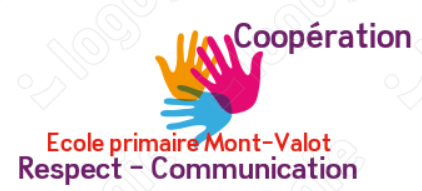 Coopération
Ecole primaire Mont-Valot
Respect - Communication